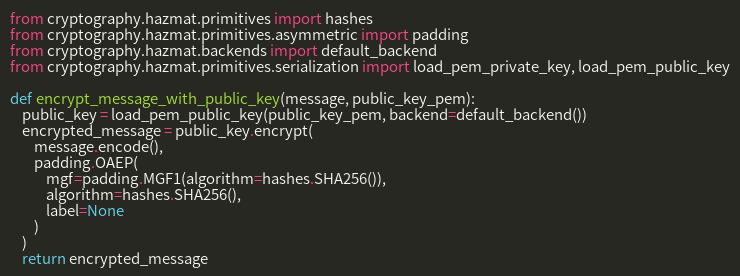 from cryptography.hazmat.primitives import hashes
from cryptography.hazmat.primitives.asymmetric import padding
from cryptography.hazmat.backends import default_backend
from cryptography.hazmat.primitives.serialization import load_pem_private_key, load_pem_public_key

def encrypt_message_with_public_key(message, public_key_pem):
    public_key = load_pem_public_key(public_key_pem, backend=default_backend())
    encrypted_message = public_key.encrypt(
        message.encode(),
        padding.OAEP(
            mgf=padding.MGF1(algorithm=hashes.SHA256()),
            algorithm=hashes.SHA256(),
            label=None
        )
    )
    return encrypted_message